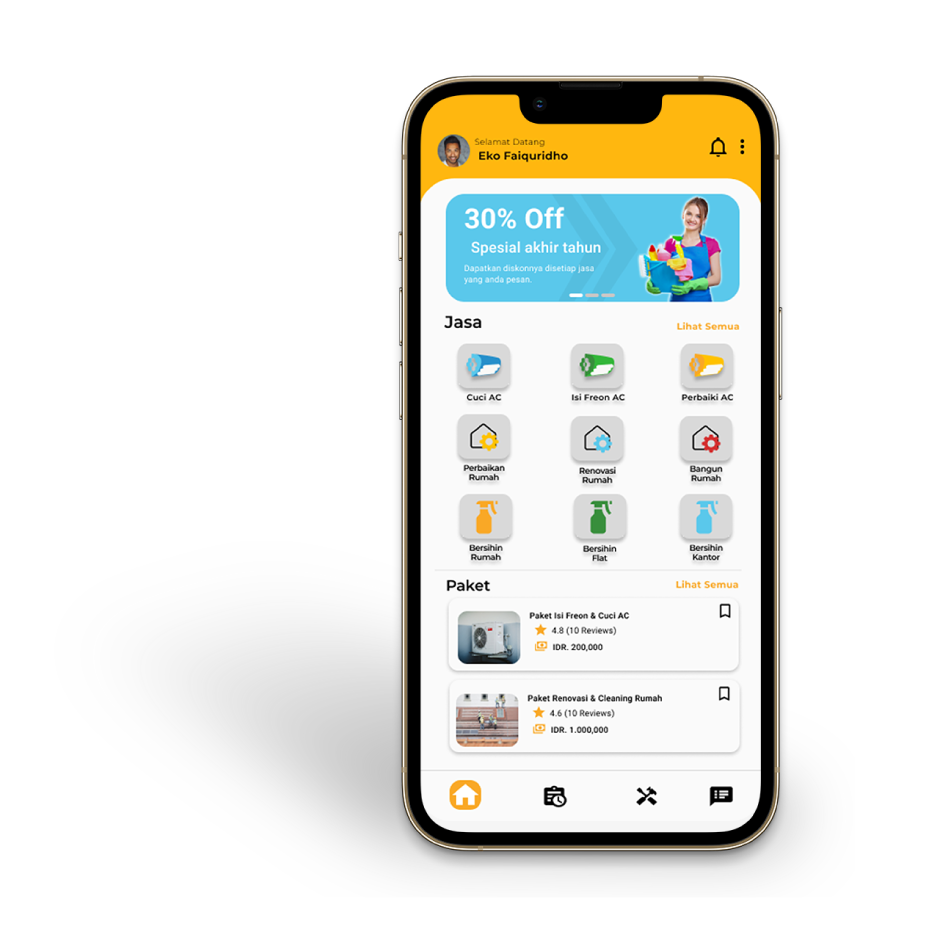 Selamat Datang
Eko Faiquridho
30% Off
Spesial akhir tahun
Dapatkan diskonnya disetiap jasa
yang anda pesan.
Jasa
Lihat Semua
Cuci AC
Isi Freon AC
Perbaiki AC
Perbaikan
Rumah
Renovasi
Rumah
Bangun
Rumah
Bersihin
Rumah
Bersihin
Flat
Bersihin
Kantor
Paket
Lihat Semua
Paket Isi Freon & Cuci AC
4.8 (10 Reviews)
IDR. 200,000
Paket Renovasi & Cleaning Rumah
4.6 (10 Reviews)
IDR. 1.000,000